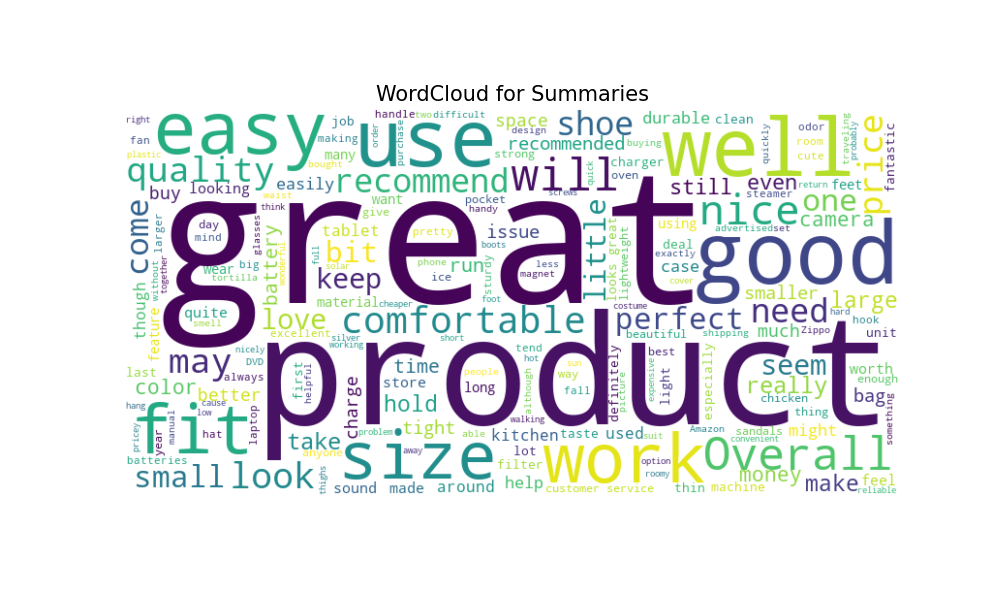 WordCloud for Summaries
right
fan
plastic
easy
job
making
many
order
handle
two
difficult
purchase
use
space
design
strong
shoe
recommended
durable
clean
charger
buying
well
quickly
odor
room
cute
traveling
probably
price
fantastic
quality
buy
looking
easily
bought
recommend
want
give
pocket
handy
will
quick
oven
screws
still
even
steamer
return
feet
waist
think
great
nice
one
camera
advertised
set
come
without
larger
together
though
day
mind
wear
big
tortilla
glasses
battery
wonderful
full
tablet
bit
solar
keep
pretty
phone
ice
run
boots
issue
sturdy
less
magnet
foot
little
looks great
lightweight
using
deal
case
exactly
cover
good
smaller
large
quite
smell
feature
love
excellent
material
cheaper
comfortable
costume
perfect
need
hard
hook
much
Zippo
unit
may
nicely
DVD
always
silver
working
short
product
beautiful
shipping
seem
worth
enough
last
color
better
first
helpful
time
store
people
long
tend
hot
although
sun
way
fall
walking
definitely
picture
expensive
best
light
especially
really
chicken
thing
bag
something
hang
pricey
year
manual
cause
low
hat
laptop
fit
charge
hold
tight
problem
able
kitchen
taste
used
suit
Amazon
convenient
sandals
might
take
anyone
batteries
small
look
thighs
size
away
lot
filter
help
work
option
roomy
Overall
money
sound
made
around
customer service
thin
machine
make
feel
reliable